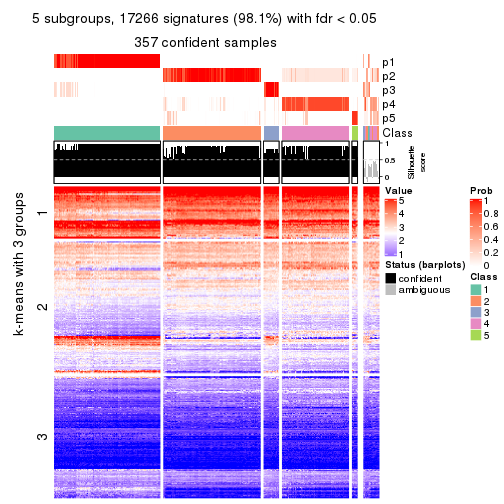 5 subgroups, 17266 signatures (98.1%) with fdr < 0.05
357 confident samples
p1
p2
p3
p4
p5
Class
1
0.5
0
Silhouette
score
k-means with 3 groups
1
2
3
Value
5
4
3
2
1
Status (barplots)
confident
ambiguous
Prob
1
0.8
0.6
0.4
0.2
0
Class
1
2
3
4
5